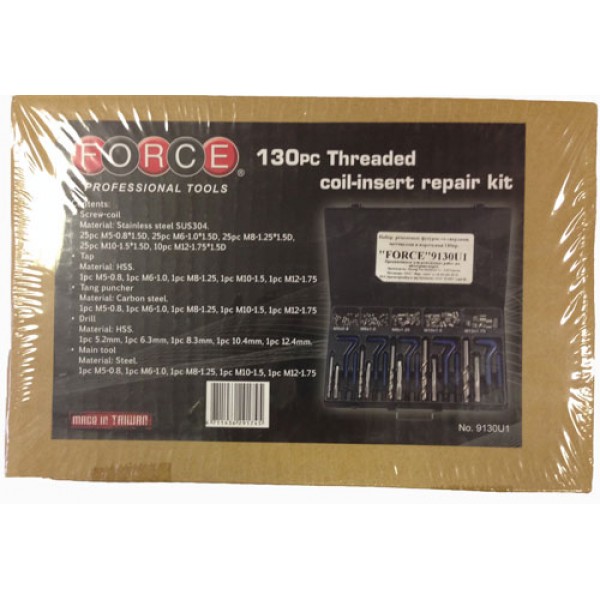 FORCE
®
PROFESSIONAL TOOLS
130PC Threaded
coil-insert repair kit
Contents:
Screw-coil
Material: Stainless steel SUS304.
25pc M5-0.8*1.5D, 25pc M6-1.0*1.5D, 25pc M8-1.25*1.5D,
25pc M10-1.5*1.5D, 10pc M12-1.75*1.5D
• Tap
Material: HSS.
1pc M5-0.8, 1pc M6-1.0, 1pc M8-1.25, 1pc M10-1.5, 1pc M12-1.75
• Tang puncher
Material: Carbon steel.
1pc M5-0.8, 1pc M6-1.0, 1pc M8-1.25, 1pc M10-1.5, 1pc M12-1.75
• Drill
Material: HSS.
1pc 5.2mm, 1pc 6.3mm, 1pc 8.3mm, 1pc 10.4mm, 1pc 12.4mm.
• Main tool
Material: Steel.
1pc M5-0.8, 1pc M6-1.0, 1pc M8-1.25, 1pc M10-1.5, 1pc M12-1.75
"FORCE"9130U1
MADE IN TAIWAN
No. 9130U1